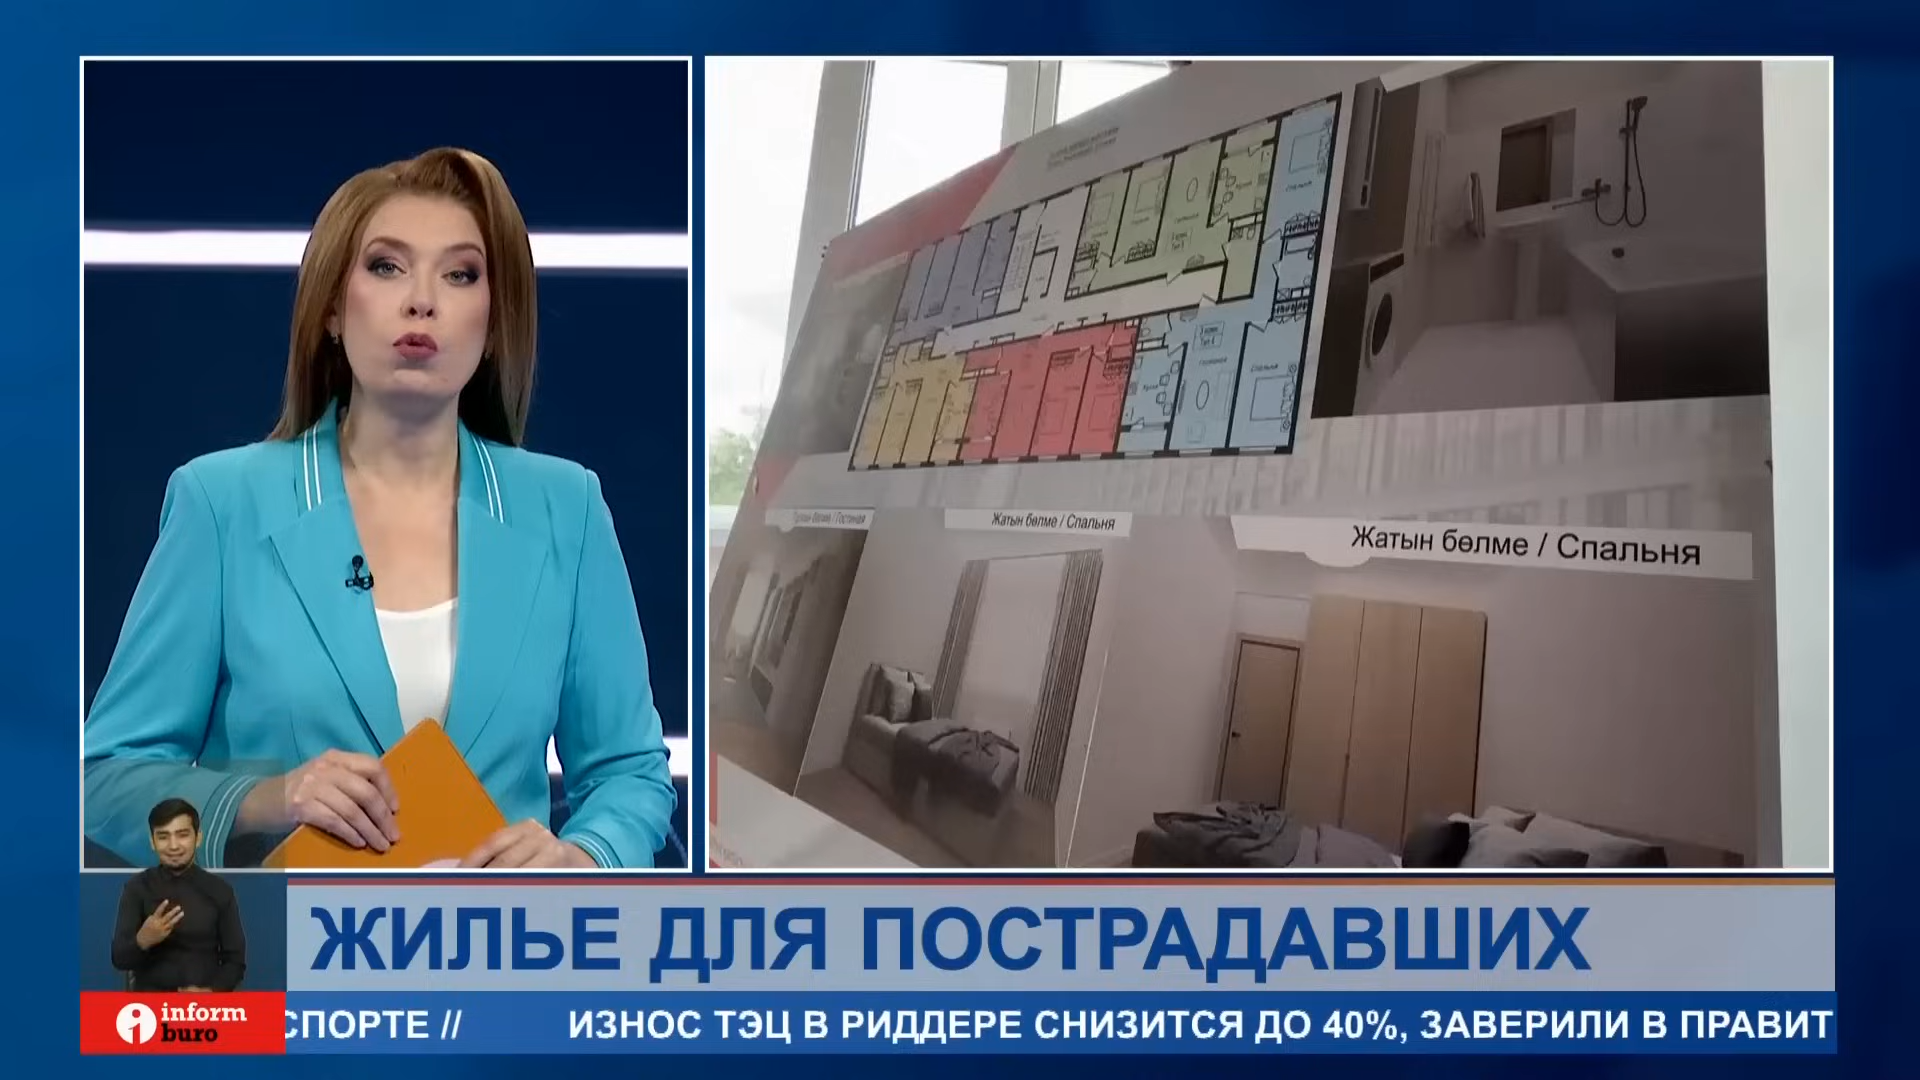 Жатын бөлме / Спальня
Жатын бөлме / Спальня
ЖИЛЬЕ ДЛЯ ПОСТРАДАВШИХ
inform
buro
СПОРТЕ // ИЗНОС ТЭЦ В РИДДЕРЕ СНИЗИТСЯ ДО 40%, ЗАВЕРИЛИ В ПРАВИТ